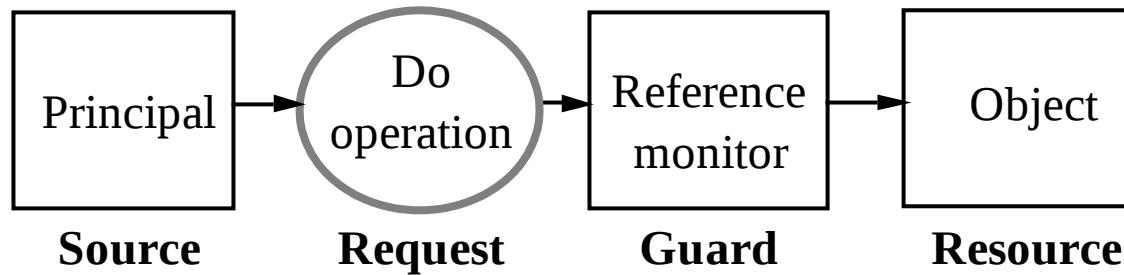 Principal
Do
operation
Reference
monitor
Object
Source
Request
Guard
Resource